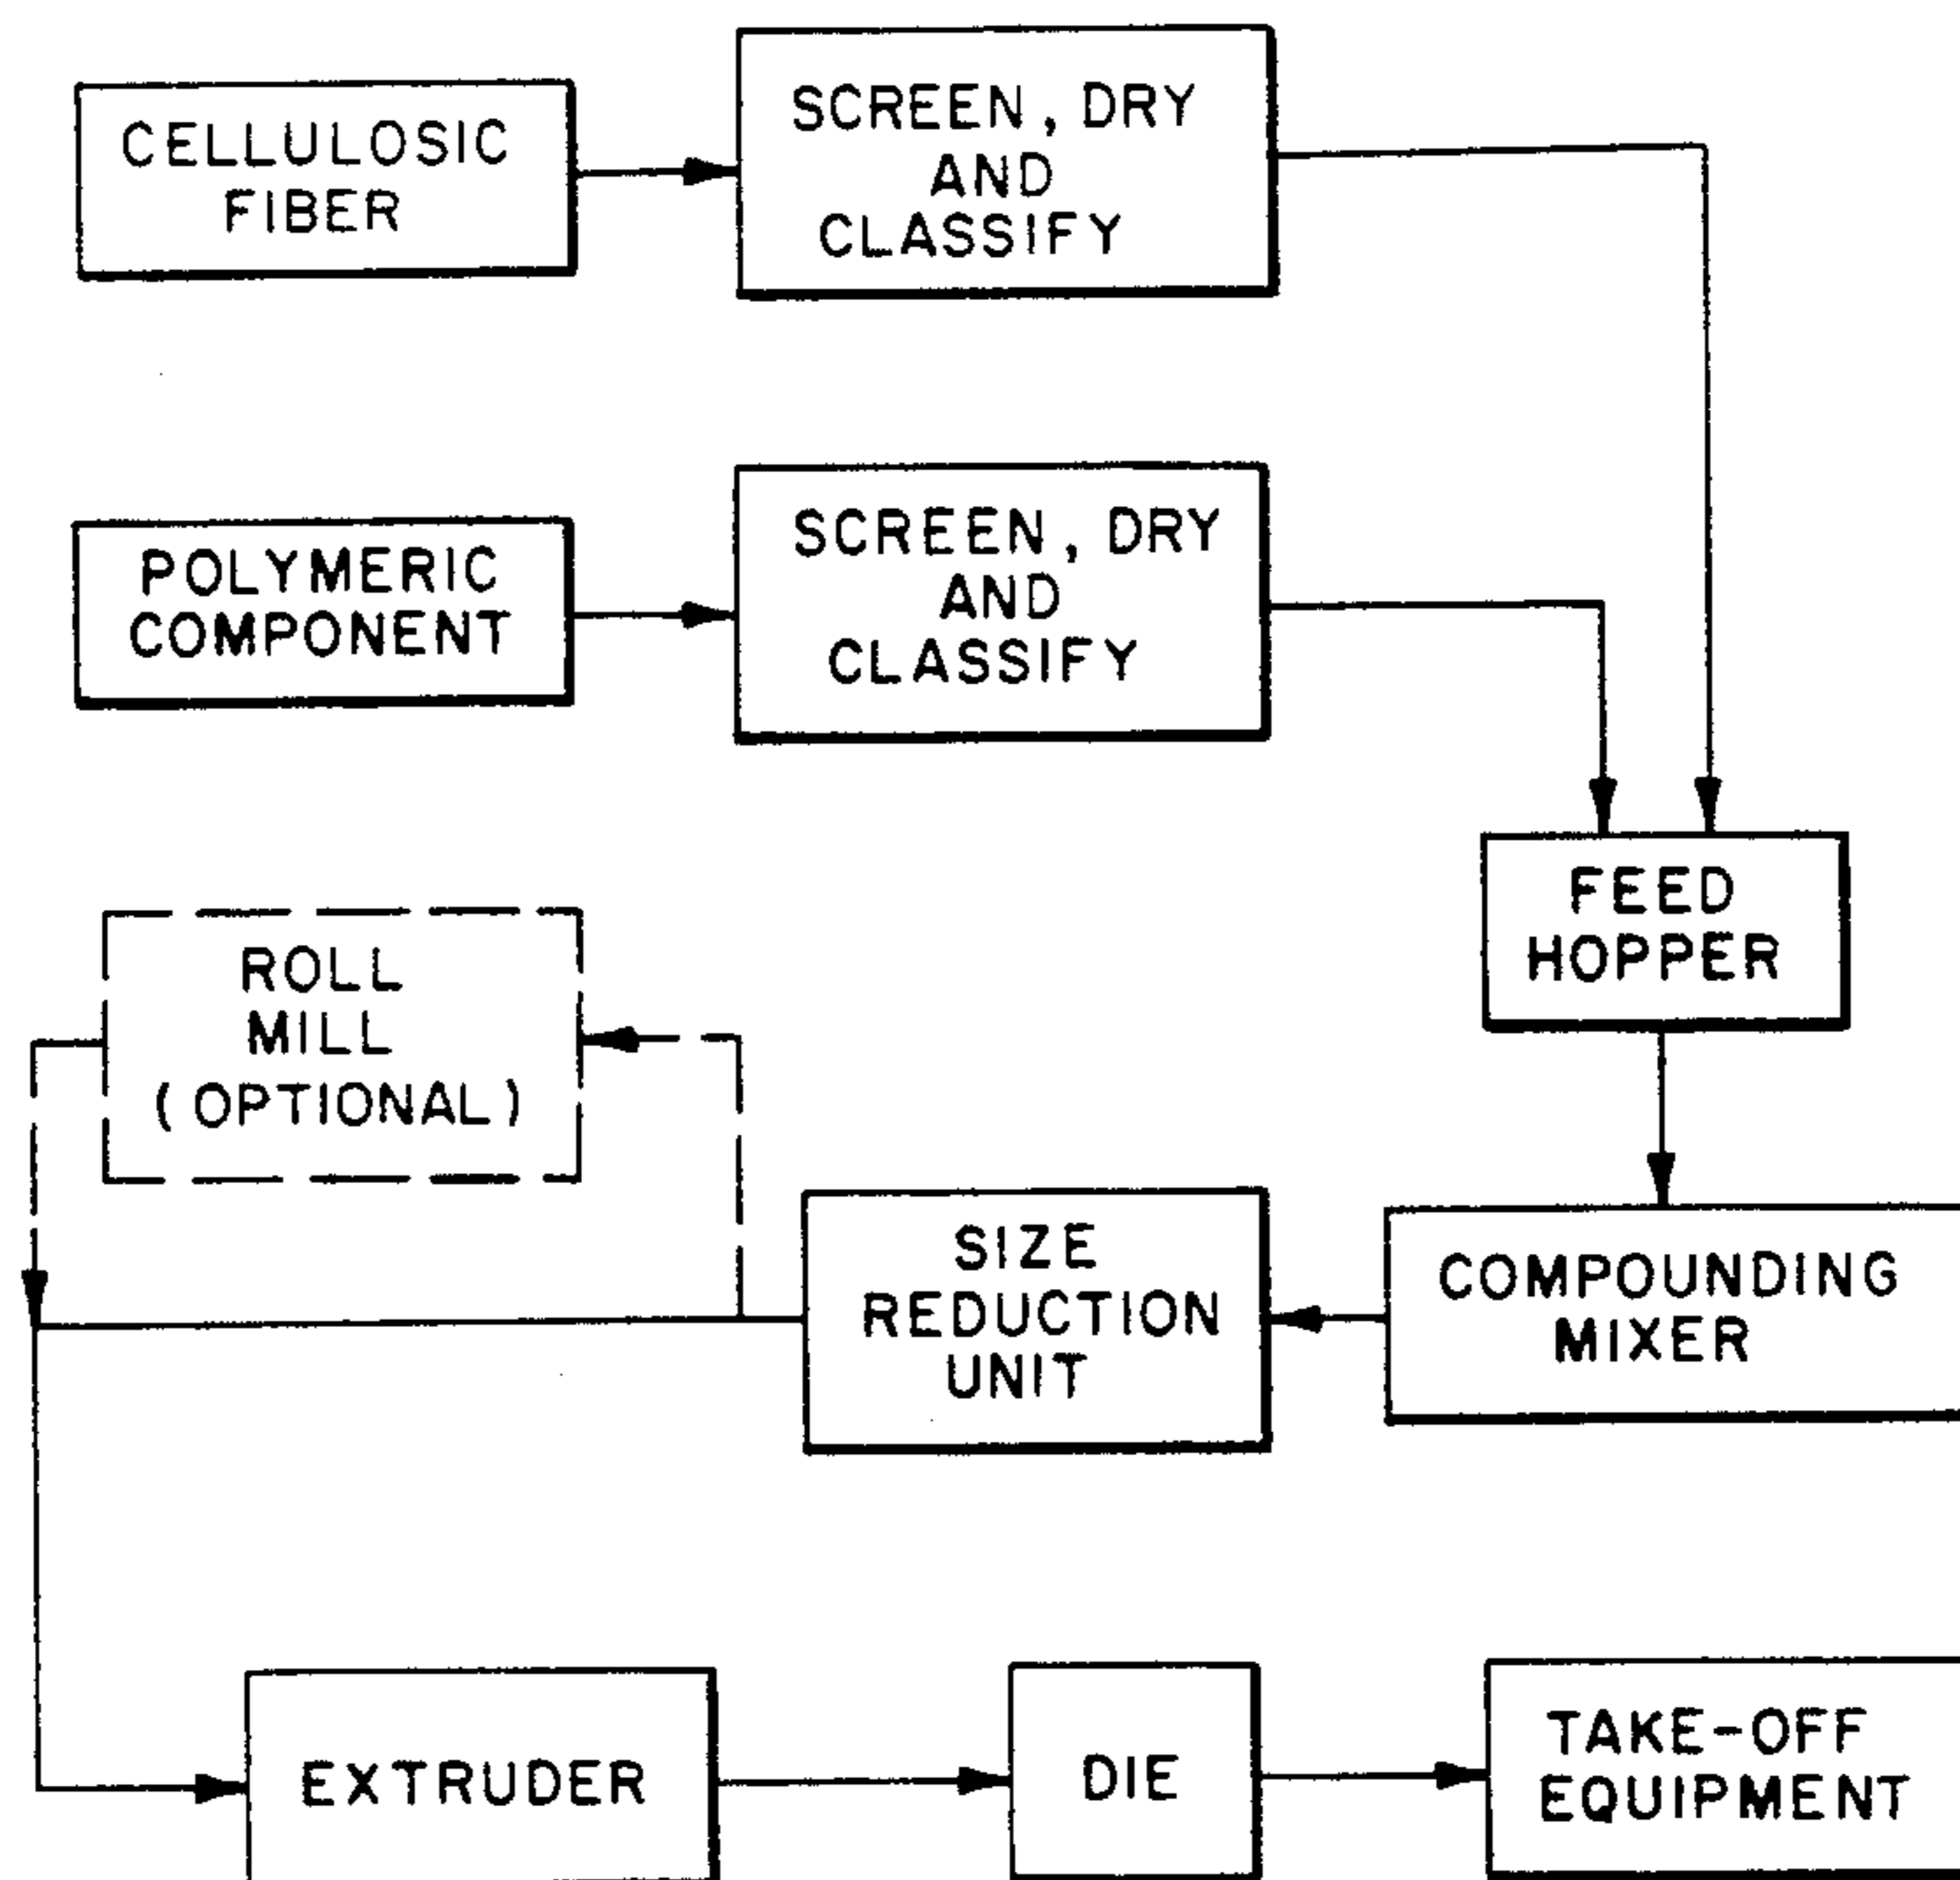 CELLULOSIC
FIBER
SCREEN, DRY
AND
CLASSIFY
POLYMERIC
COMPONENT
SCREEN, DRY
AND
CLASSIFY
FEED
HOPPER
ROLL
MILL
(OPTIONAL)
SIZE
REDUCTION
UNIT
COMPOUNDING
MIXER
EXTRUDER
DIE
TAKE-OFF
EQUIPMENT